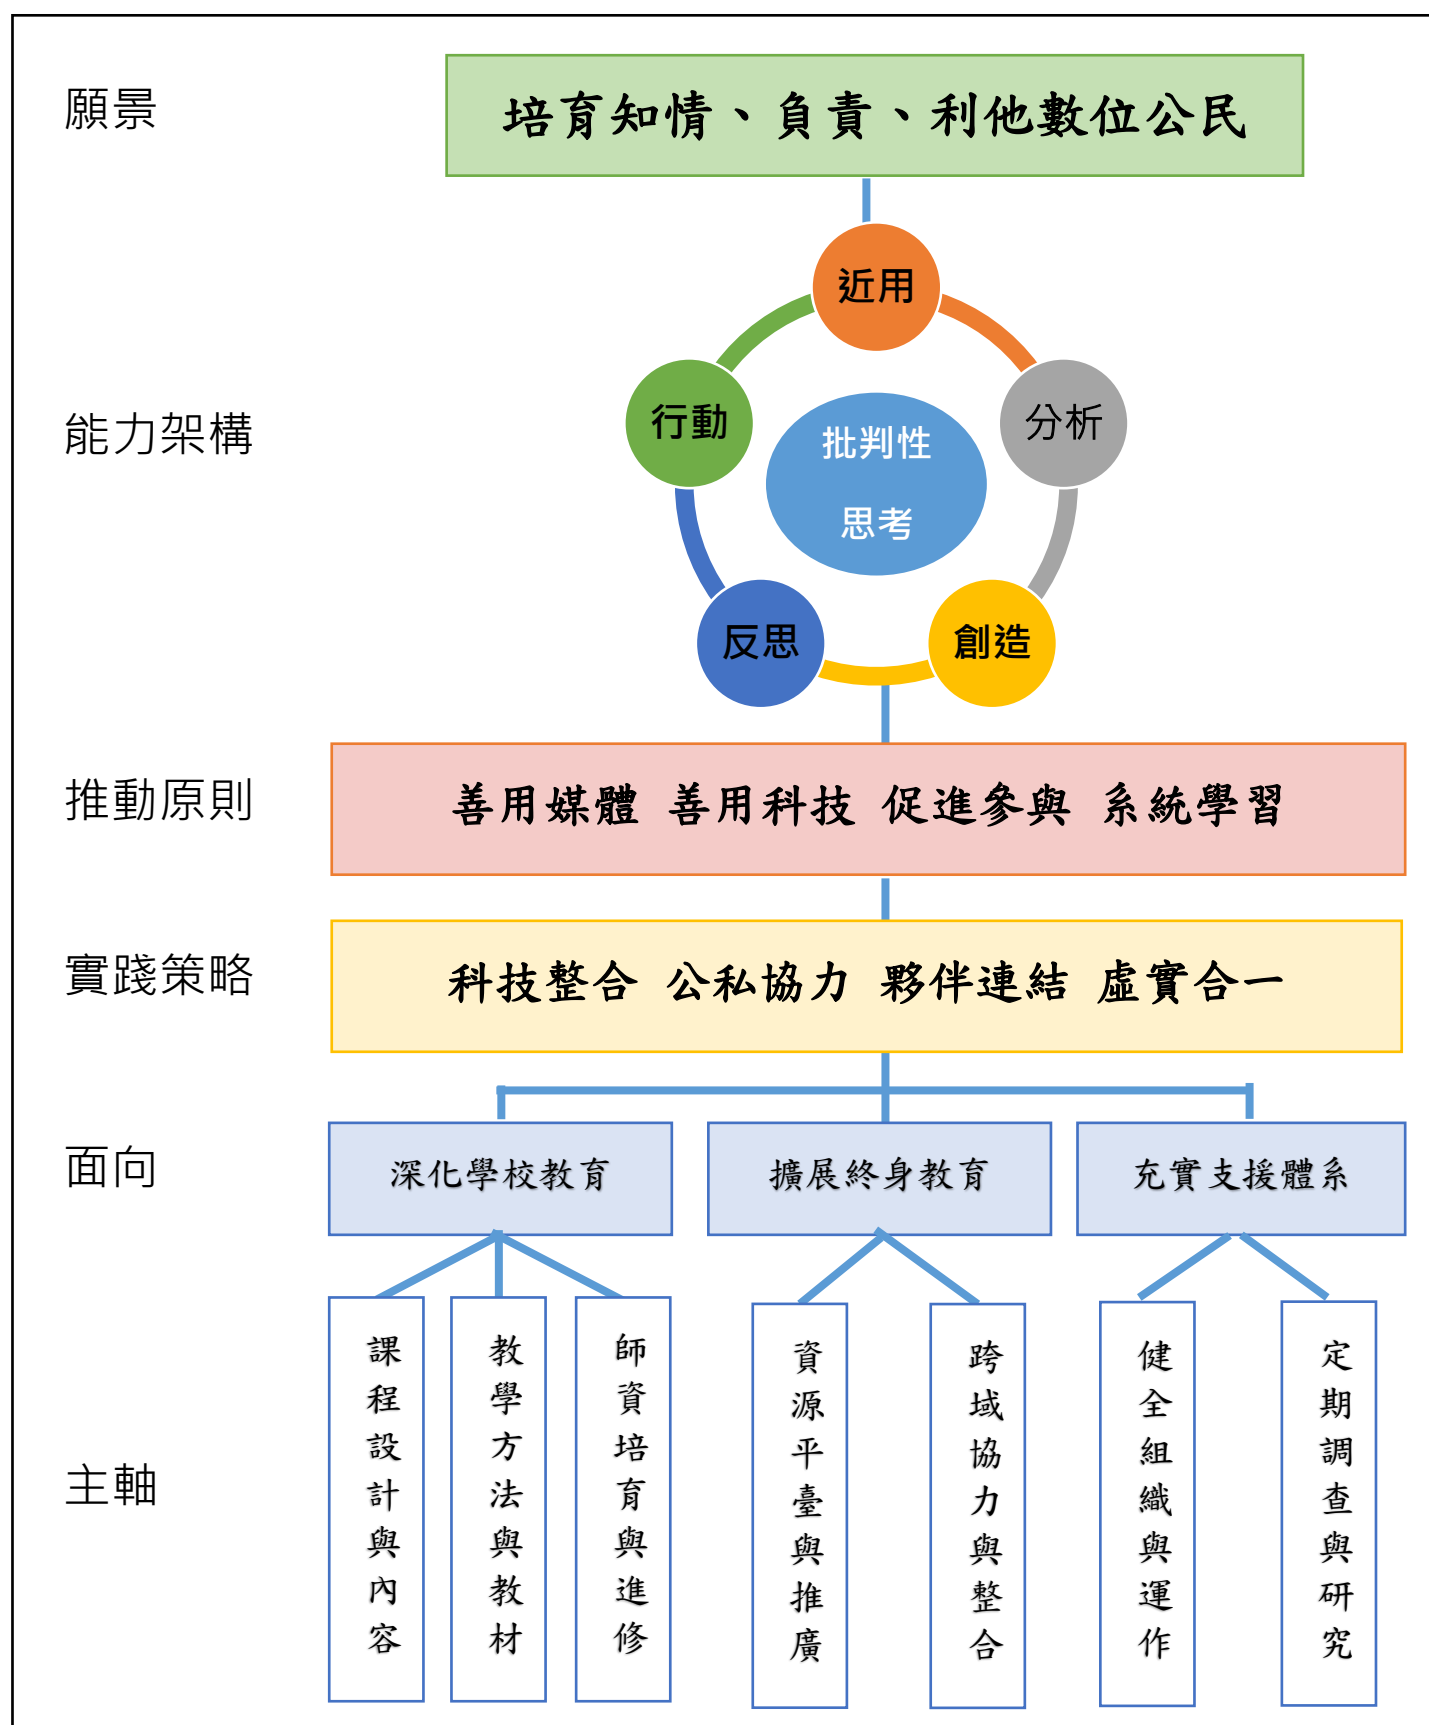 願景
培育知情、負責、利他數位公民
能力架構
近用
行動
分析
批判性
思考
反思
創造
推動原則
善用媒體 善用科技 促進參與 系統學習
實踐策略
科技整合 公私協力 夥伴連結 虛實合一
面向
深化學校教育
擴展終身教育
充實支援體系
主軸
課程設計與內容
教學方法與教材
師資培育與進修
資源平臺與推廣
跨域協力與整合
健全組織與運作
定期調查與研究